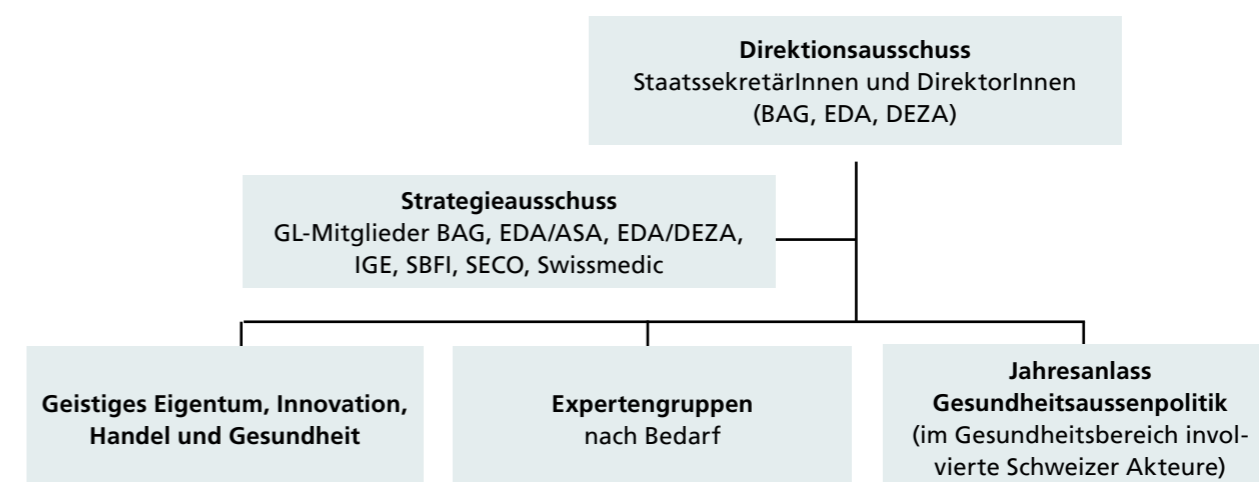 Direktionsausschuss
StaatssekretärInnen und DirektorInnen
(BAG, EDA, DEZA)
Strategieausschuss
GL-Mitglieder BAG, EDA/ASA, EDA/DEZA,
IGE, SBFI, SECO, Swissmedic
Geistiges Eigentum, Innovation,
Handel und Gesundheit
Expertengruppen
nach Bedarf
Jahresanlass
Gesundheitsaussenpolitik
(im Gesundheitsbereich invol-
vierte Schweizer Akteure)